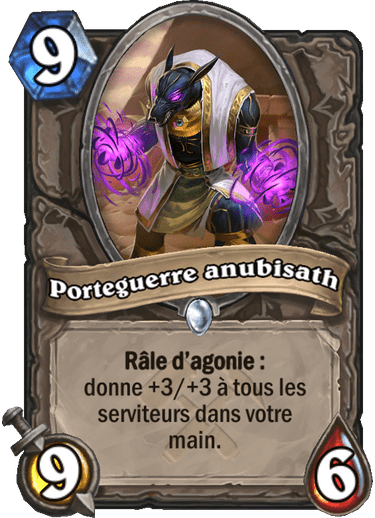 9
Porteguerre anubisath
Râle d'agonie :
donne +3/+3 à tous les
serviteurs dans votre
main.
9
6